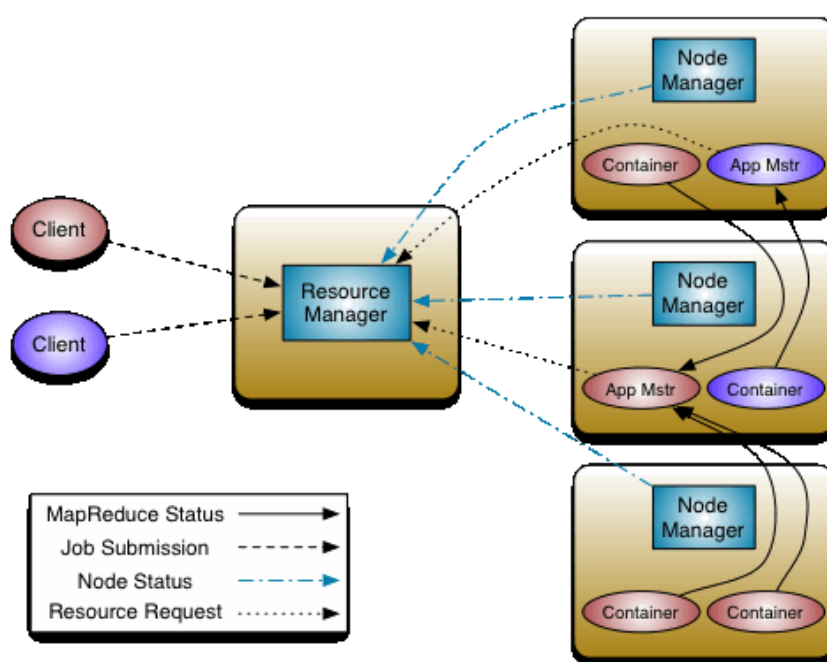 Node
Manager
Container
App Mstr
Client
Resource
Manager
Node
Manager
Client
App Mstr
Container
Node
Manager
MapReduce Status
Job Submission
Node Status
Resource Request
Container
Container